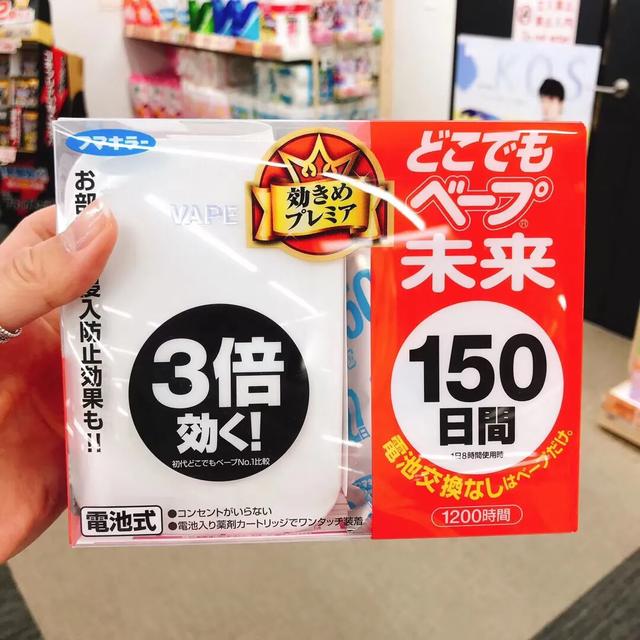 フマキラー
VAPE
効きめ
プレミア
どこでも
ベープ®
未来
お部
侵入防止効果も!!
3倍
効く!
初代どこでもベープNo.1比較
150
日間
1日8時間使用時
電池交換なしはベープだけ。
1200時間
電池式
●コンセントがいらない
●電池入り薬剤カートリッジでワンタッチ装着
KOS